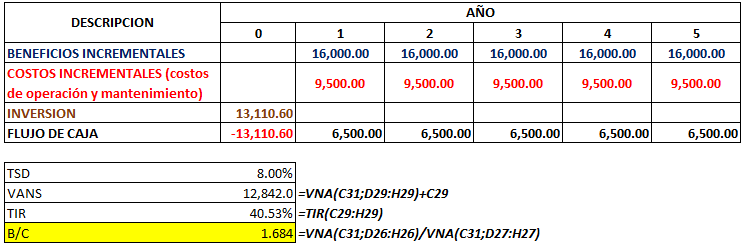 DESCRIPCION AÑO
0 1 2 3 4 5
BENEFICIOS INCREMENTALES 16,000.00 16,000.00 16,000.00 16,000.00 16,000.00
COSTOS INCREMENTALES (costos
de operación y mantenimiento) 9,500.00 9,500.00 9,500.00 9,500.00 9,500.00
INVERSION 13,110.60
FLUJO DE CAJA -13,110.60 6,500.00 6,500.00 6,500.00 6,500.00 6,500.00
TSD 8.00%
VANS 12,842.0 =VNA(C31;D29:H29)+C29
TIR 40.53% =TIR(C29:H29)
B/C 1.684 =VNA(C31;D26:H26)/VNA(C31;D27:H27)